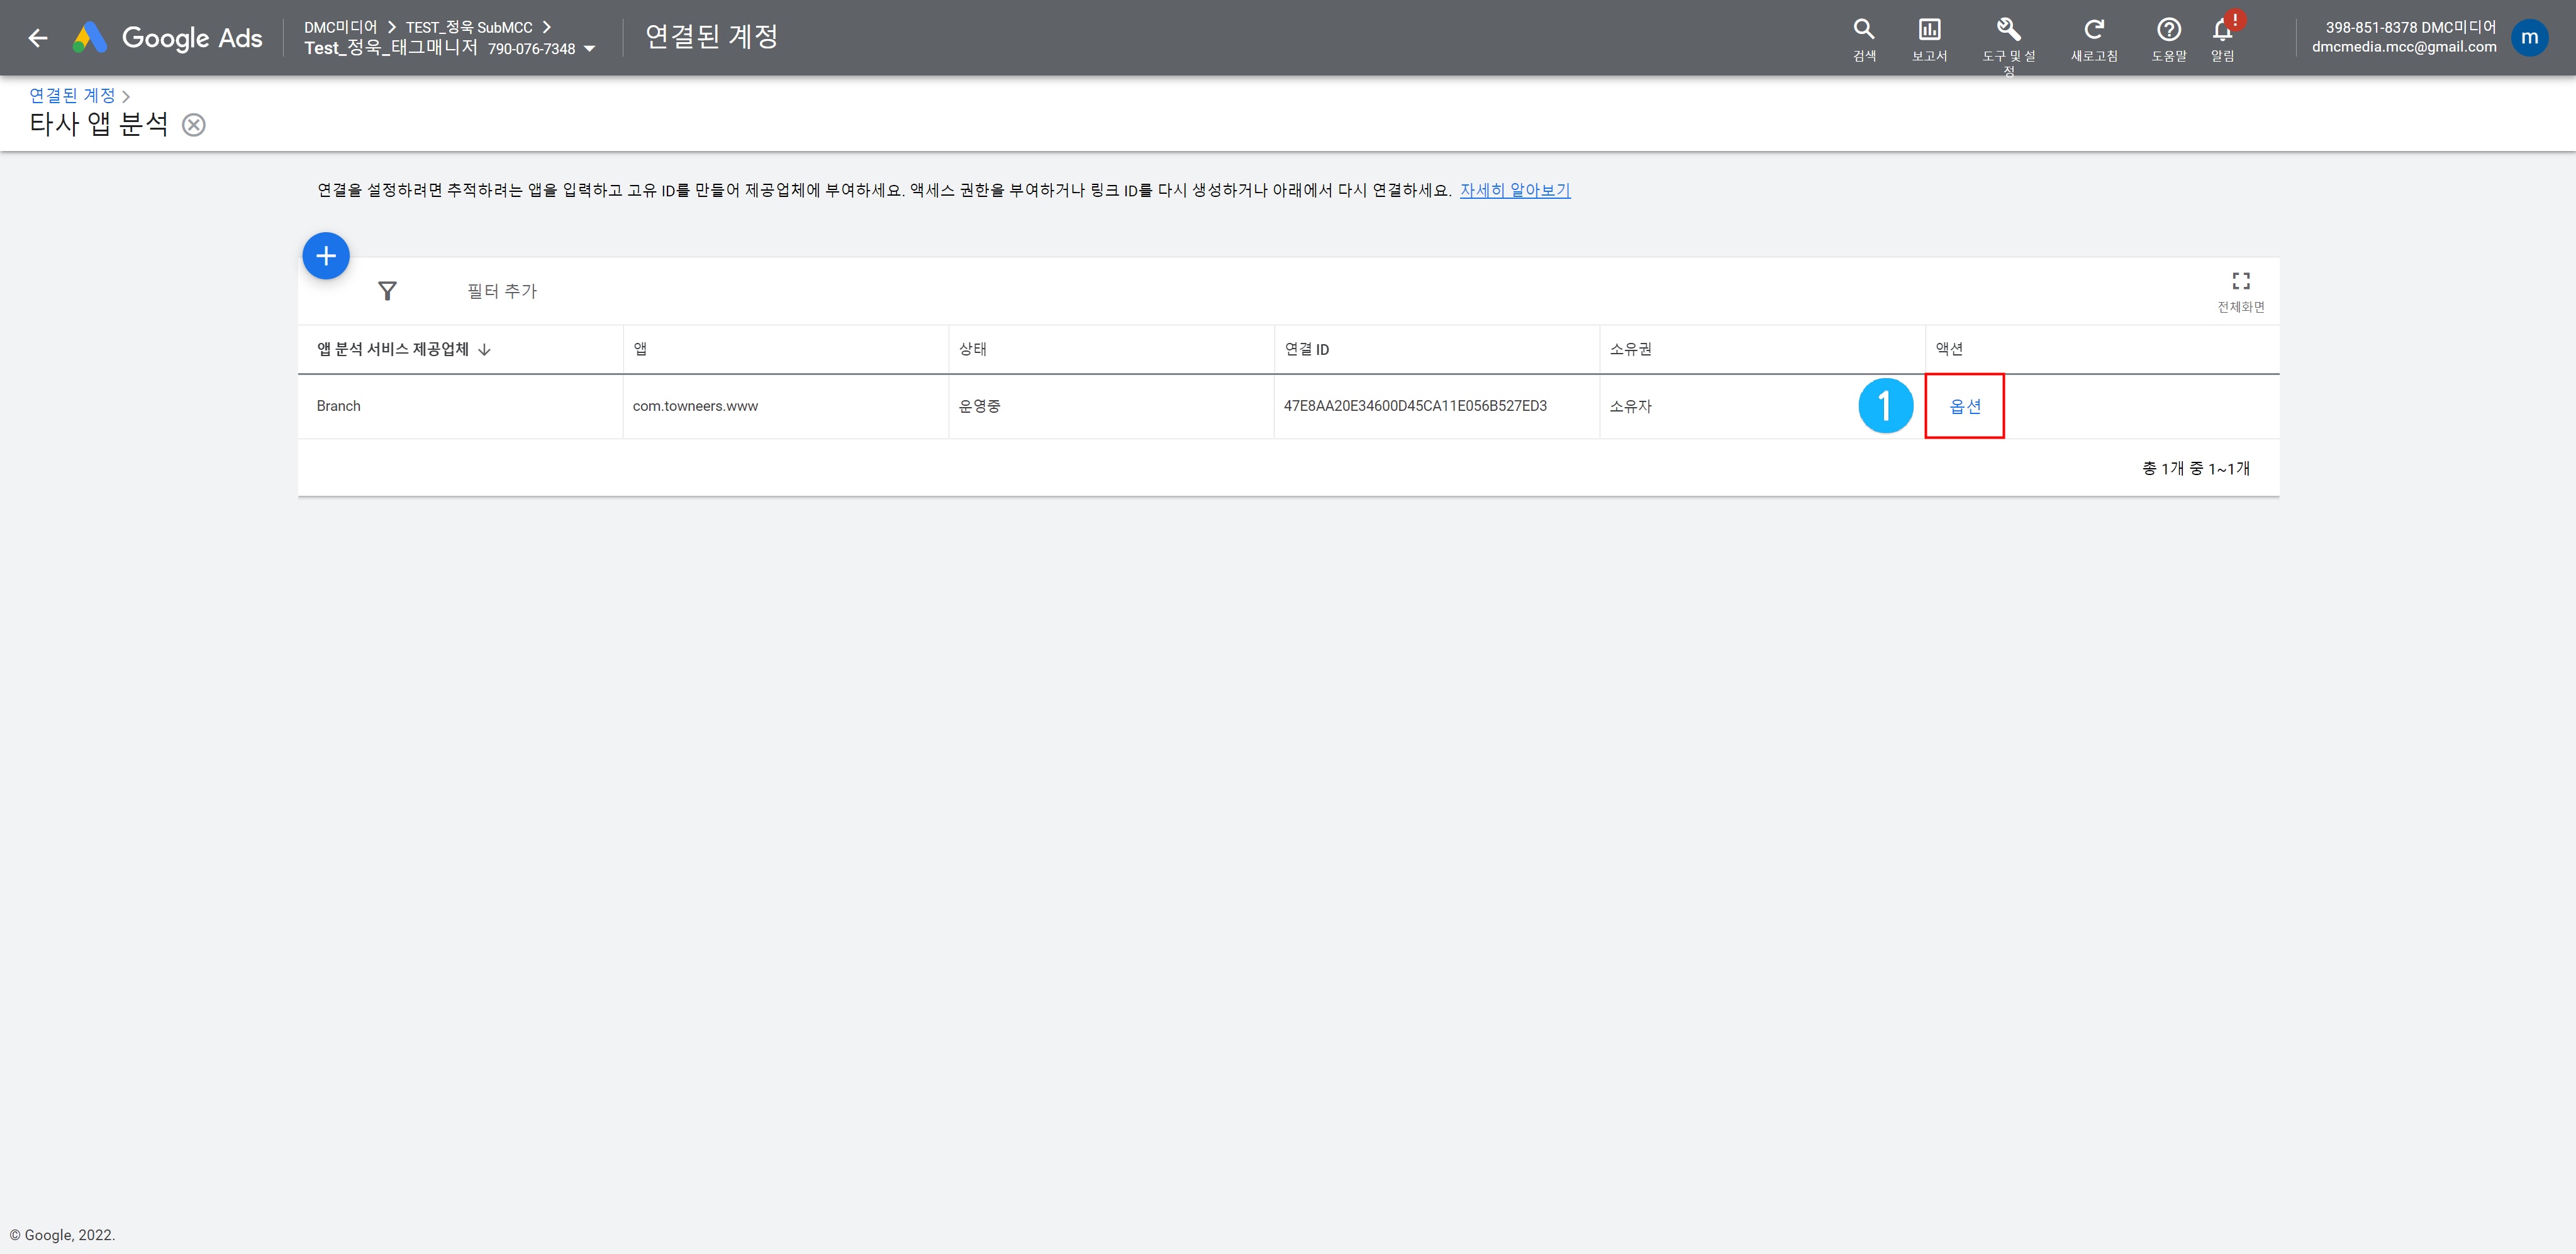 Google Ads
DMC미디어 > TEST_정욱 SubMCC >
Test_정욱_태그매니저 790-076-7348
연결된 계정
검색
보고서
도구 및 설
정
새로고침
도움말
!
알림
398-851-8378 DMC미디어
dmcmedia.mcc@gmail.com
m
연결된 계정 >
타사 앱 분석
연결을 설정하려면 추적하려는 앱을 입력하고 고유 ID를 만들어 제공업체에 부여하세요. 액세스 권한을 부여하거나 링크 ID를 다시 생성하거나 아래에서 다시 연결하세요. 자세히 알아보기
필터 추가
전체화면
앱 분석 서비스 제공업체 앱 상태 연결 ID 소유권 액션
Branch com.towneers.www 운영중 47E8AA20E34600D45CA11E056B527ED3 소유자 1 옵션
총 1개 중 1~1개
© Google, 2022.